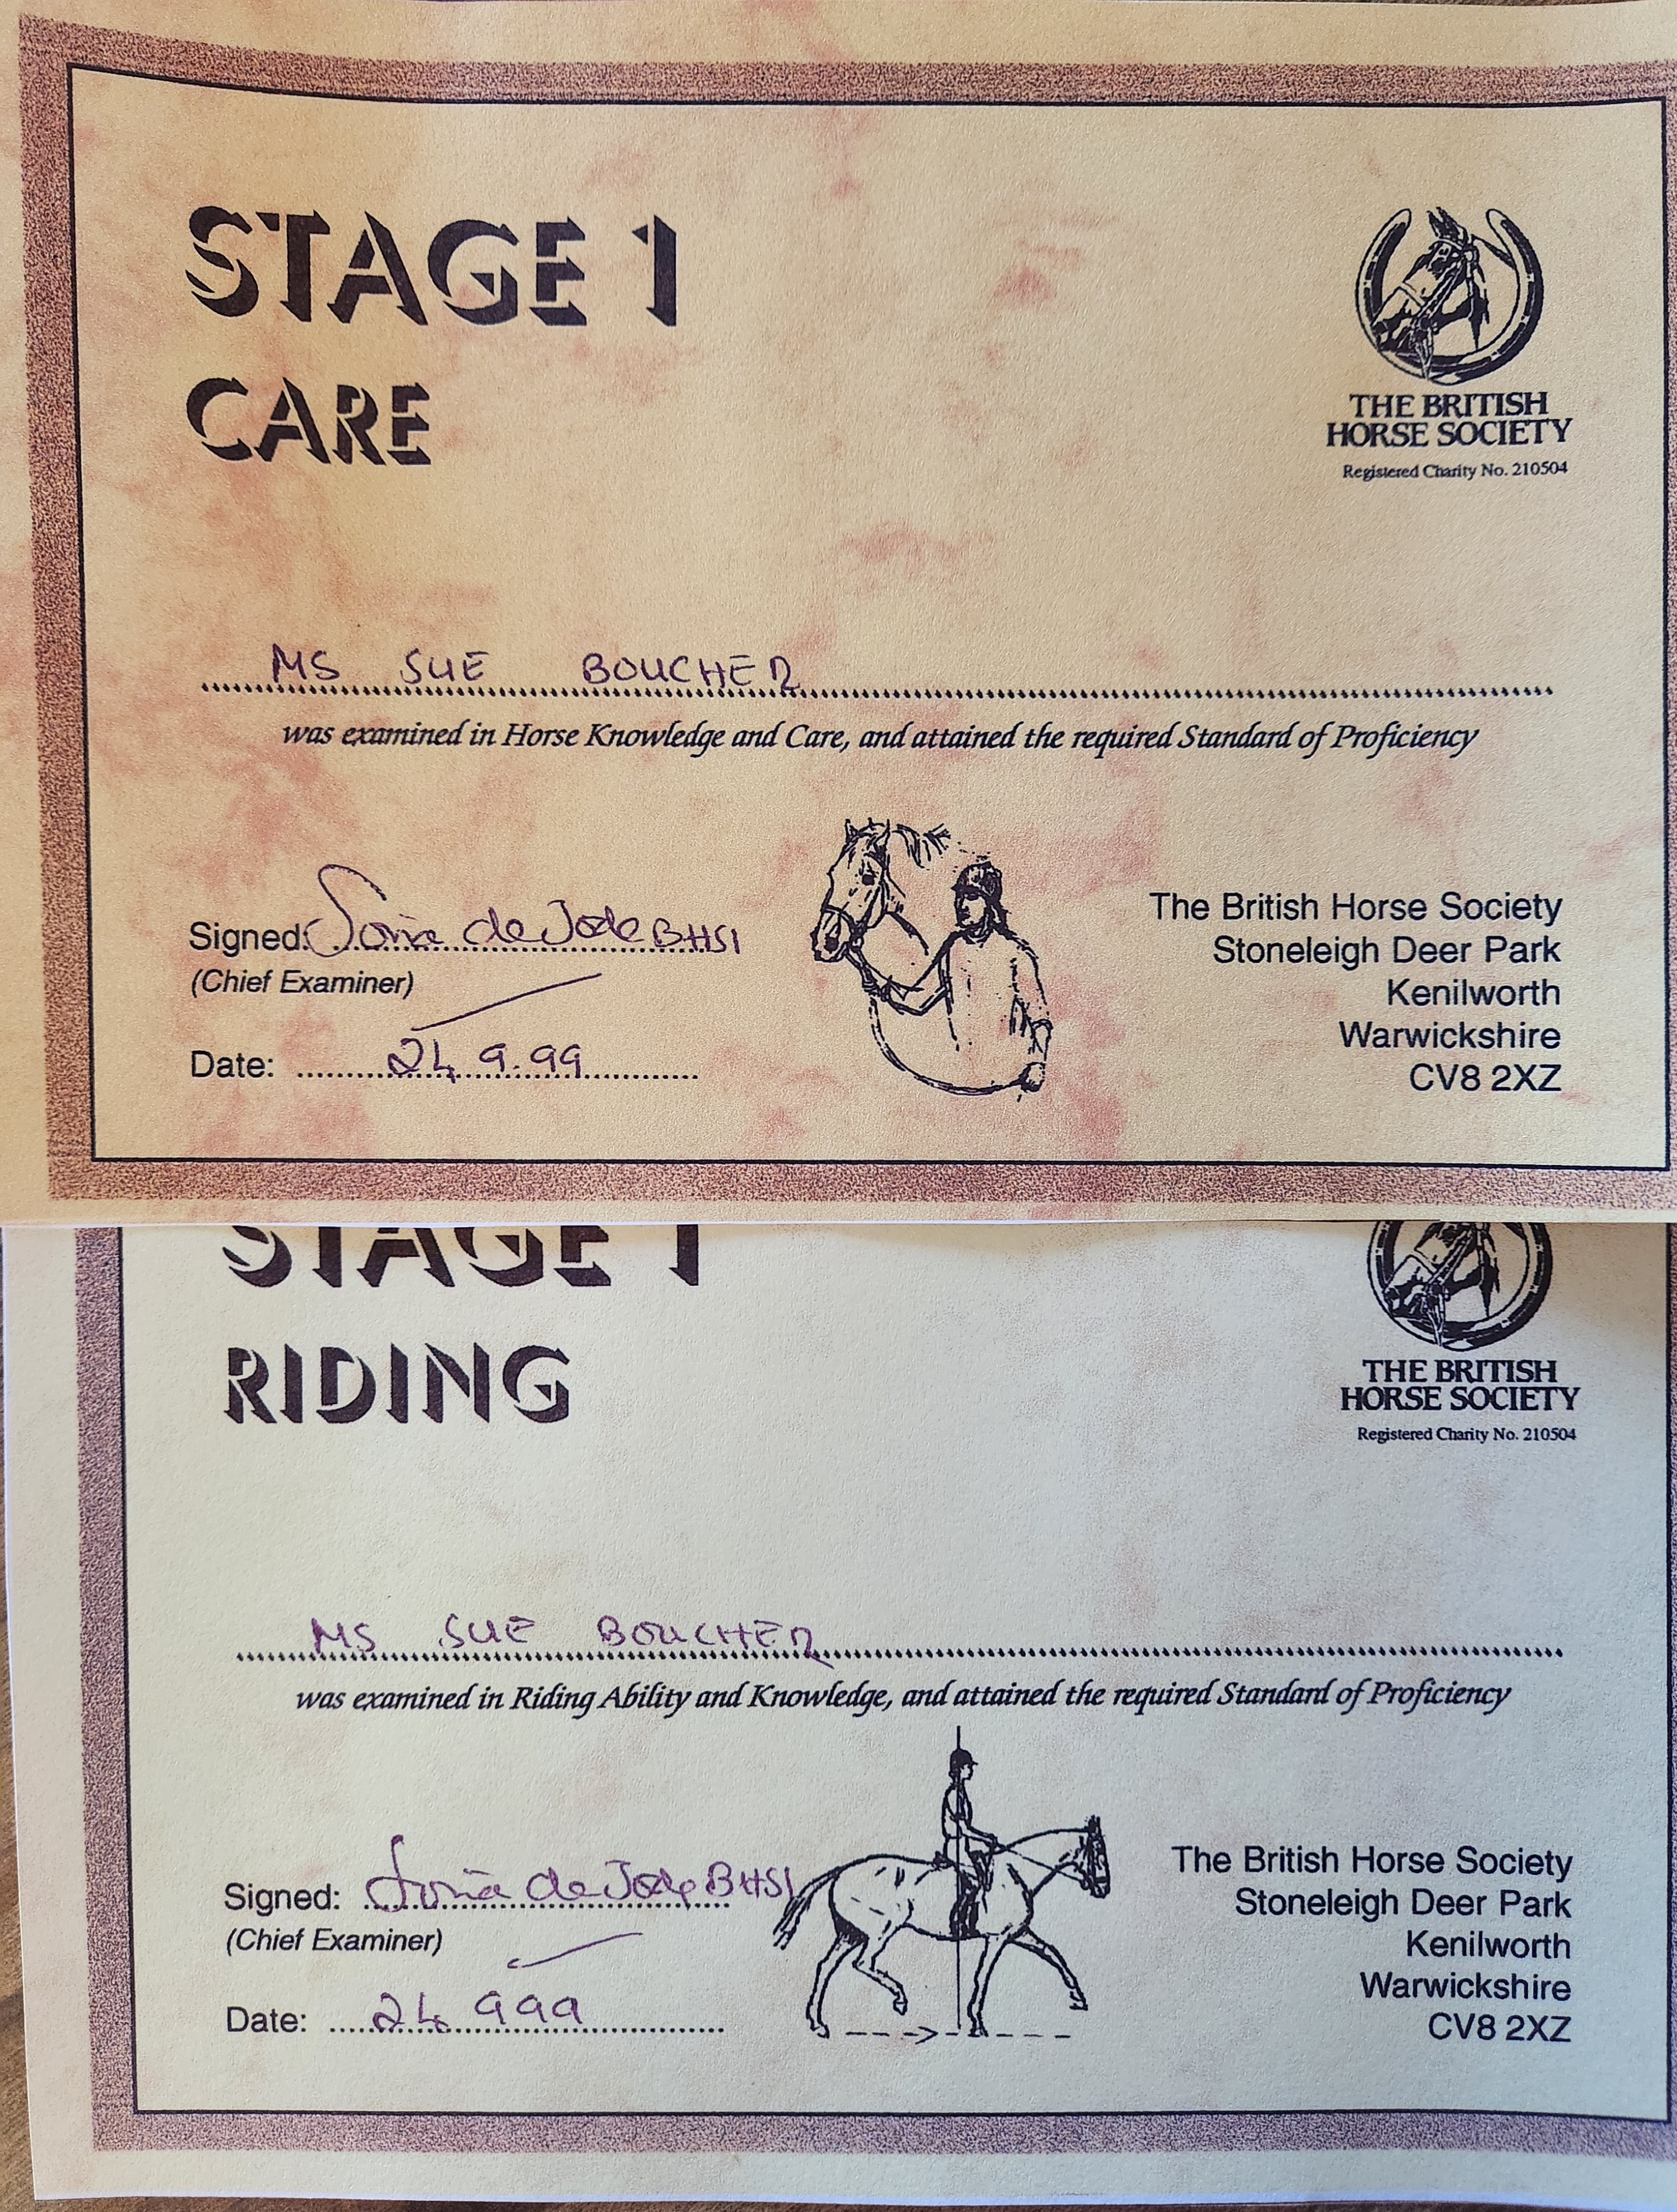 STAGE 1
CARE
THE BRITISH
HORSE SOCIETY
Registered Charity No. 210504
MS SUE BOUCHER
was examined in Horse Knowledge and Care, and attained the required Standard of Proficiency
Signed: Sonia de Jode BHSI
(Chief Examiner)
Date: 24 9.99
The British Horse Society
Stoneleigh Deer Park
Kenilworth
Warwickshire
CV8 2XZ
STAGE 1
RIDING
THE BRITISH
HORSE SOCIETY
Registered Charity No. 210504
MS SUE BOUCHER
was examined in Riding Ability and Knowledge, and attained the required Standard of Proficiency
Signed: Sonia de Jode BHSI
(Chief Examiner)
Date: 24 999
The British Horse Society
Stoneleigh Deer Park
Kenilworth
Warwickshire
CV8 2XZ